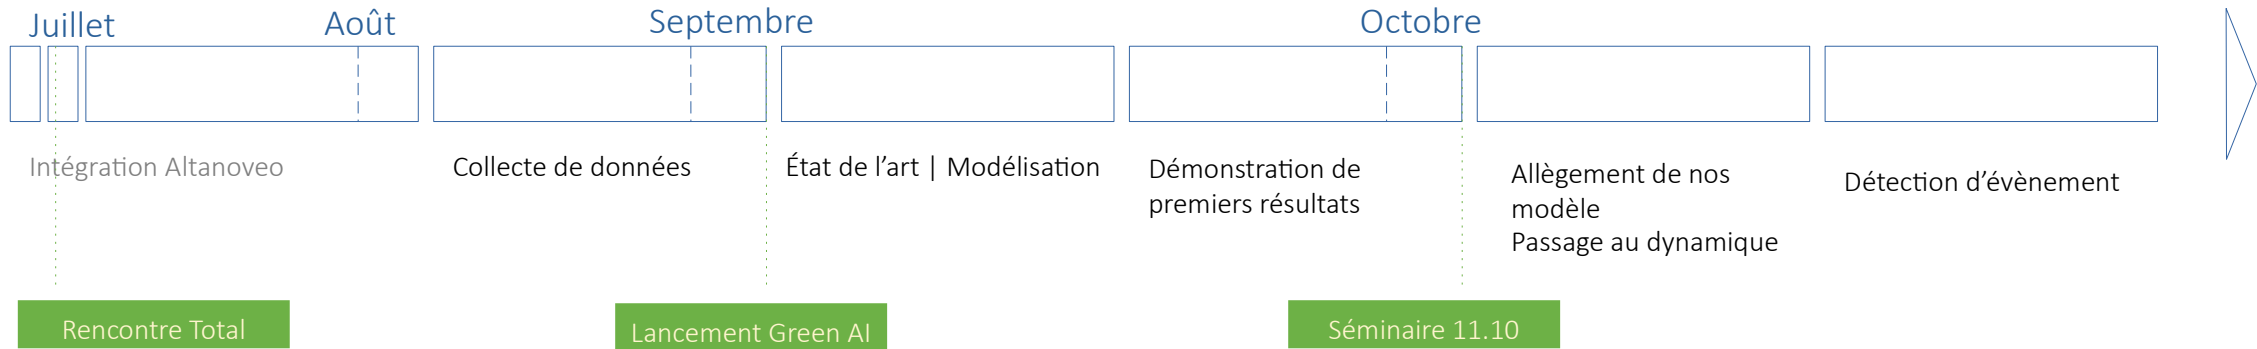 Juillet
Août
Septembre
Octobre
Intégration Altanoveo
Collecte de données
État de l’art | Modélisation
Démonstration de
premiers résultats
Allègement de nos
modèle
Passage au dynamique
Détection d’évènement
Rencontre Total
Lancement Green AI
Séminaire 11.10